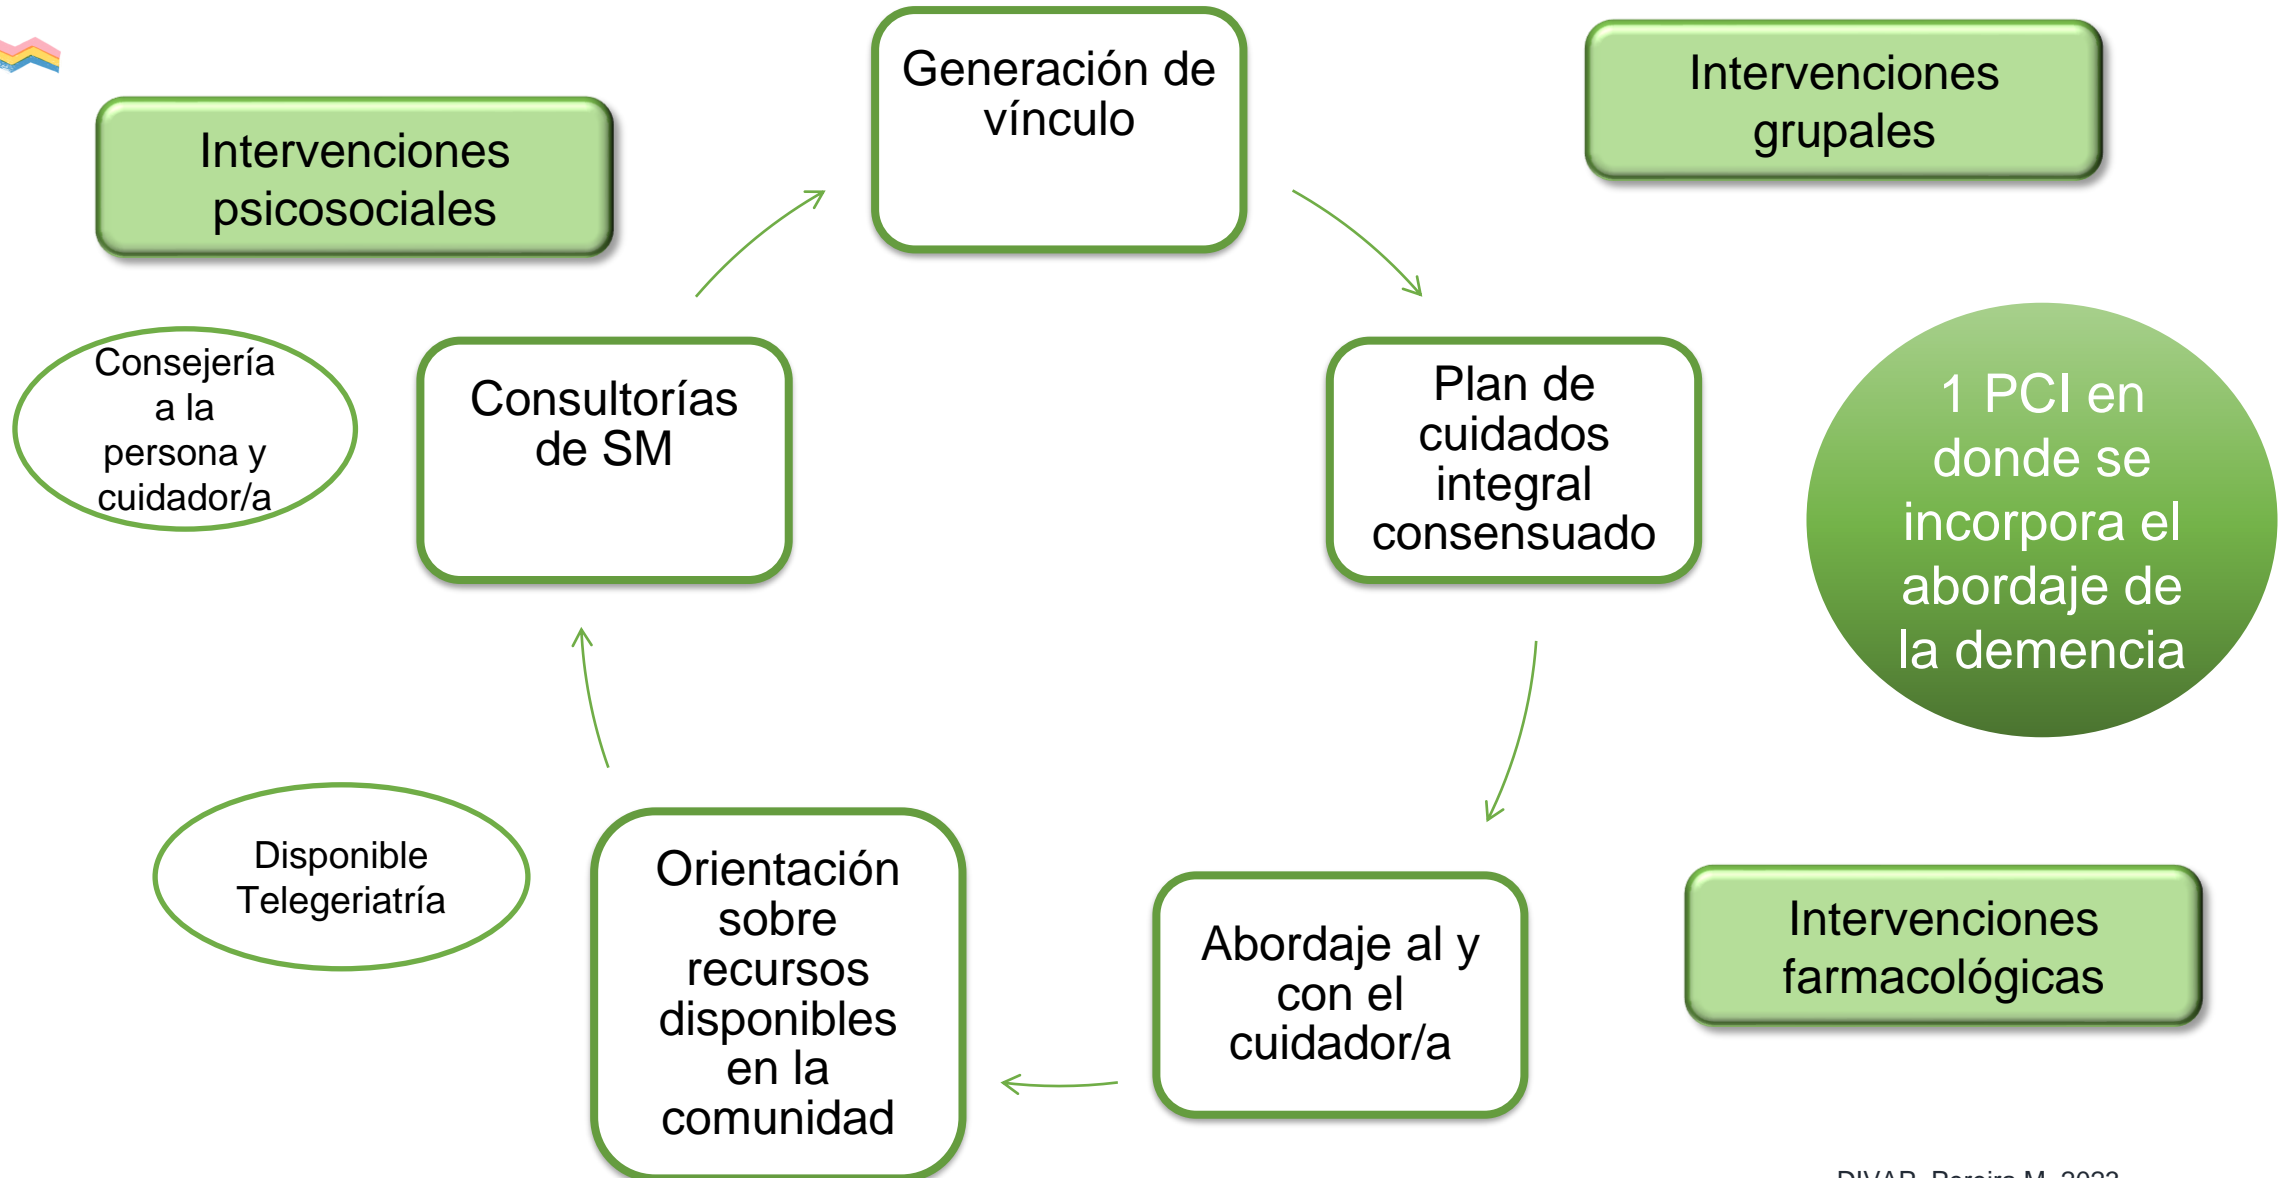 Generación de
vínculo
Intervenciones
grupales
Intervenciones
psicosociales
Consejería
a la
persona y
cuidador/a
Consultorías
de SM
Plan de
cuidados
integral
consensuado
1 PCI en
donde se
incorpora el
abordaje de
la demencia
Disponible
Telegeriatría
Orientación
sobre
recursos
disponibles
en la
comunidad
Abordaje al y
con el
cuidador/a
Intervenciones
farmacológicas